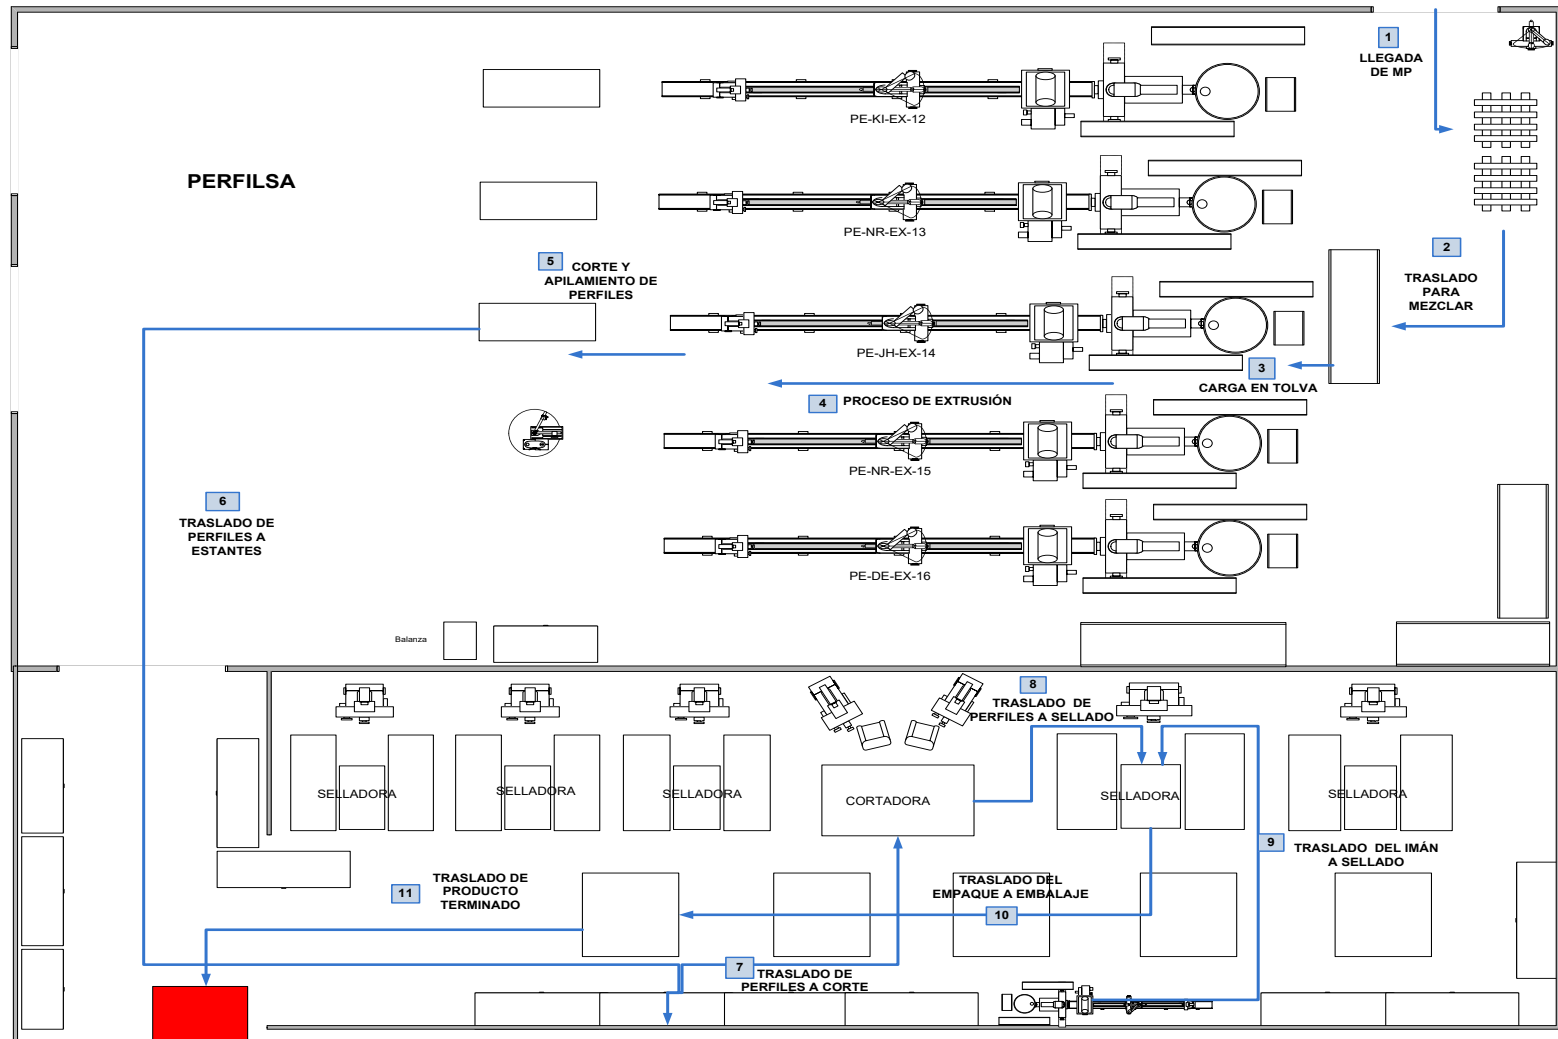 1
LLEGADA
DE MP
PE-KI-EX-12
PERFILSA
PE-NR-EX-13
2
TRASLADO
PARA
MEZCLAR
5
CORTE Y
APILAMIENTO DE
PERFILES
PE-JH-EX-14
3
CARGA EN TOLVA
4
PROCESO DE EXTRUSIÓN
PE-NR-EX-15
6
TRASLADO DE
PERFILES A
ESTANTES
PE-DE-EX-16
Balanza
8
TRASLADO DE
PERFILES A SELLADO
SELLADORA
SELLADORA
SELLADORA
CORTADORA
SELLADORA
SELLADORA
9
TRASLADO DEL IMÁN
A SELLADO
11
TRASLADO DE
PRODUCTO
TERMINADO
TRASLADO DEL
EMPAQUE A EMBALAJE
10
7
TRASLADO DE
PERFILES A CORTE